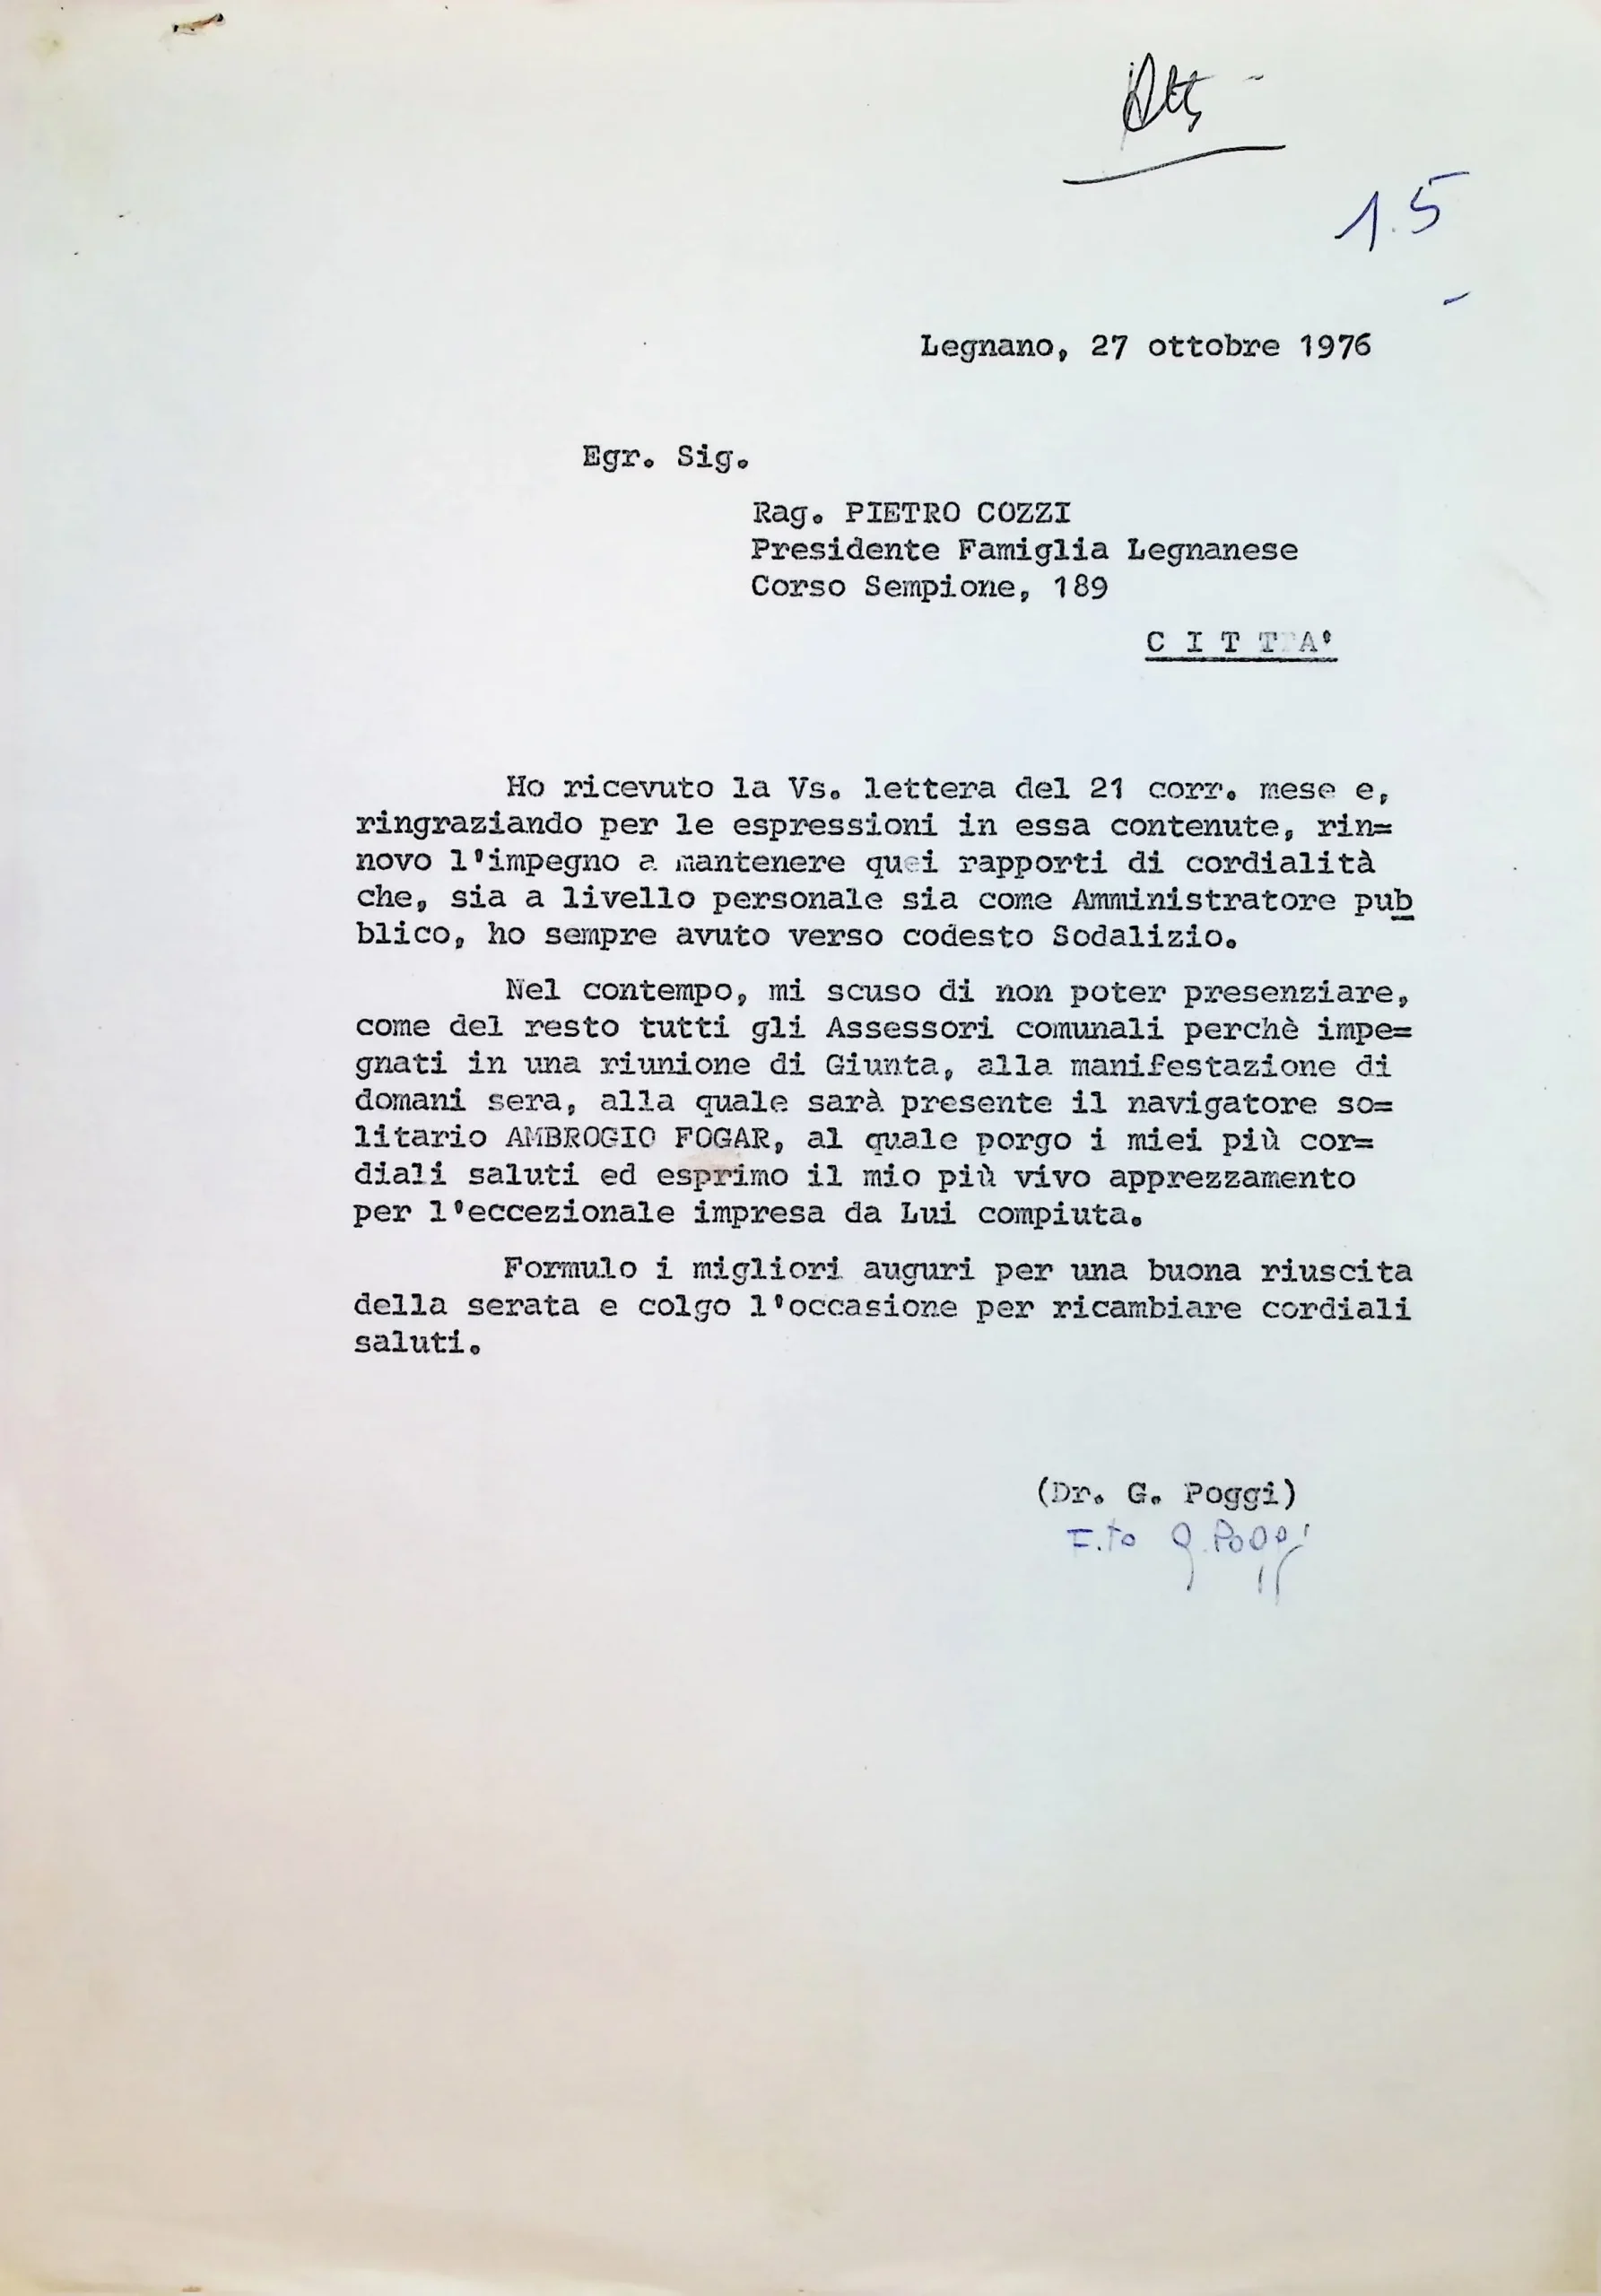 Att.
1.5
Legnano, 27 ottobre 1976
Egr. Sig.
Rag. PIETRO COZZI
Presidente Famiglia Legnanese
Corso Sempione, 189
C I T T A'
Ho ricevuto la Vs. lettera del 21 corr. mese e,
ringraziando per le espressioni in essa contenute, rin=
novo l'impegno a mantenere quei rapporti di cordialità
che, sia a livello personale sia come Amministratore pub
blico, ho sempre avuto verso codesto Sodalizio.
Nel contempo, mi scuso di non poter presenziare,
come del resto tutti gli Assessori comunali perchè impe=
gnati in una riunione di Giunta, alla manifestazione di
domani sera, alla quale sarà presente il navigatore so=
litario AMBROGIO FOGAR, al quale porgo i miei più cor=
diali saluti ed esprimo il mio più vivo apprezzamento
per l'eccezionale impresa da Lui compiuta.
Formulo i migliori auguri per una buona riuscita
della serata e colgo l'occasione per ricambiare cordiali
saluti.
(Dr. G. Poggi)
F.to G. Poggi